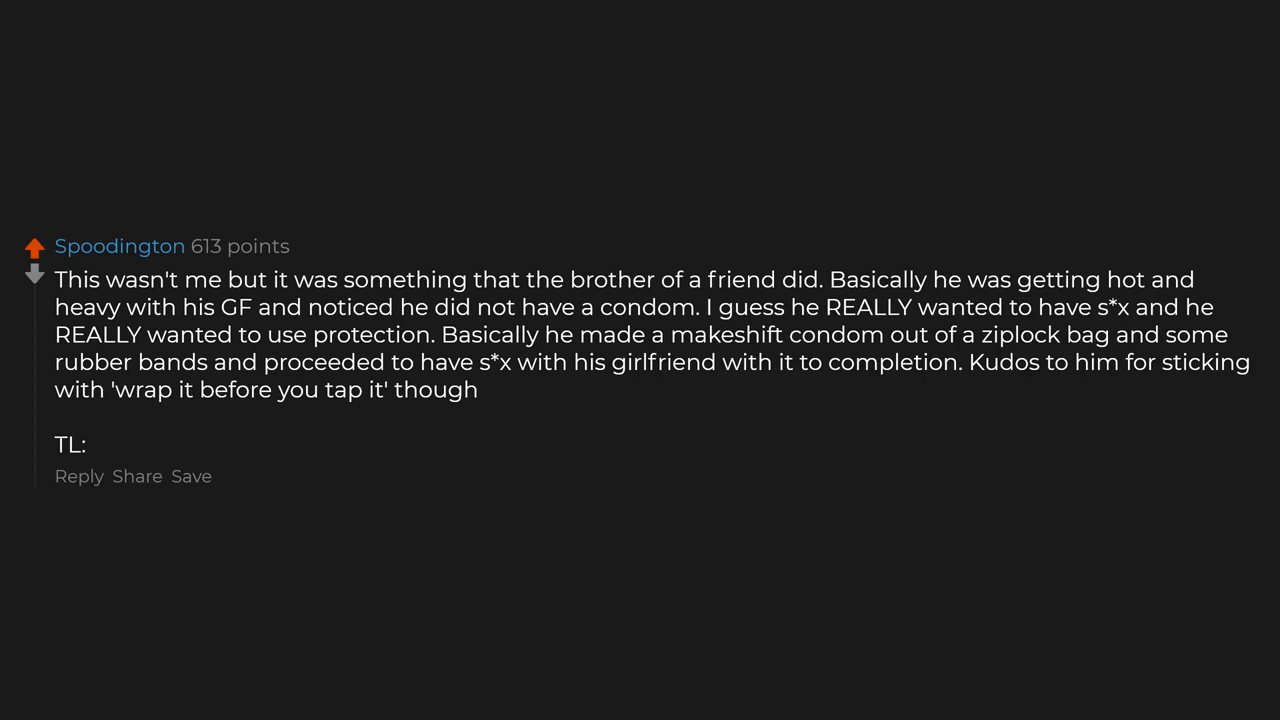 Spoodington 613 points
This wasn't me but it was something that the brother of a friend did. Basically he was getting hot and
heavy with his GF and noticed he did not have a condom. I guess he REALLY wanted to have s*x and he
REALLY wanted to use protection. Basically he made a makeshift condom out of a ziplock bag and some
rubber bands and proceeded to have s*x with his girlfriend with it to completion. Kudos to him for sticking
with 'wrap it before you tap it' though
TL:
Reply Share Save